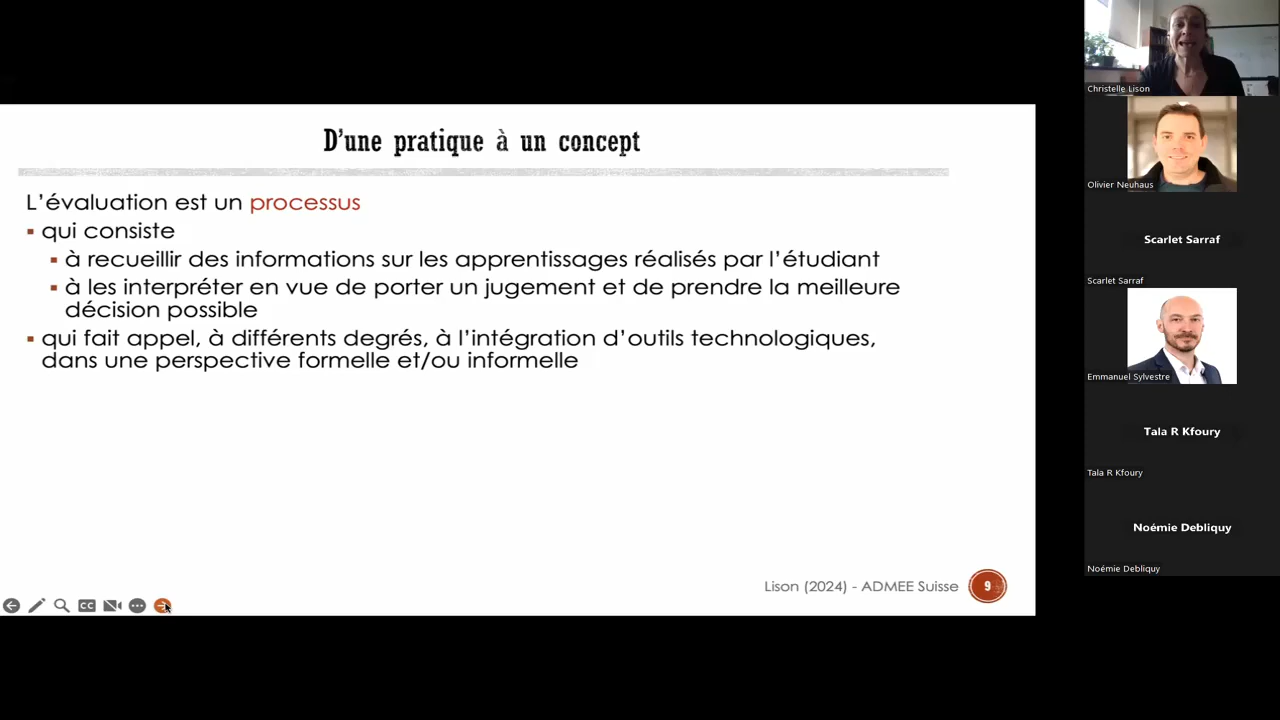 D’une pratique à un concept
L’évaluation est un processus
qui consiste
à recueillir des informations sur les apprentissages réalisés par l’étudiant
à les interpréter en vue de porter un jugement et de prendre la meilleure
décision possible
qui fait appel, à différents degrés, à l’intégration d’outils technologiques,
dans une perspective formelle et/ou informelle
Lison (2024) - ADMEE Suisse
9
CC
Christelle Lison
Olivier Neuhaus
Scarlet Sarraf
Scarlet Sarraf
Emmanuel Sylvestre
Tala R Kfoury
Tala R Kfoury
Noémie Debliquy
Noémie Debliquy